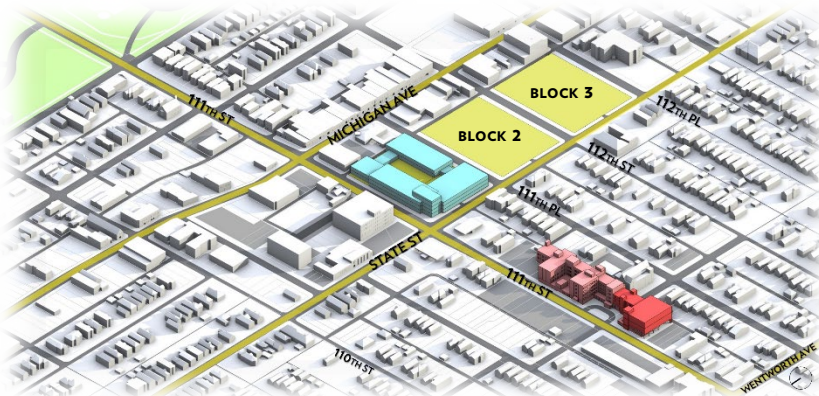 BLOCK 3
111TH ST
MICHIGAN AVE
112TH PL
BLOCK 2
112TH ST
111TH PL
STATE ST
111TH ST
110TH ST
WENTWORTH AVE